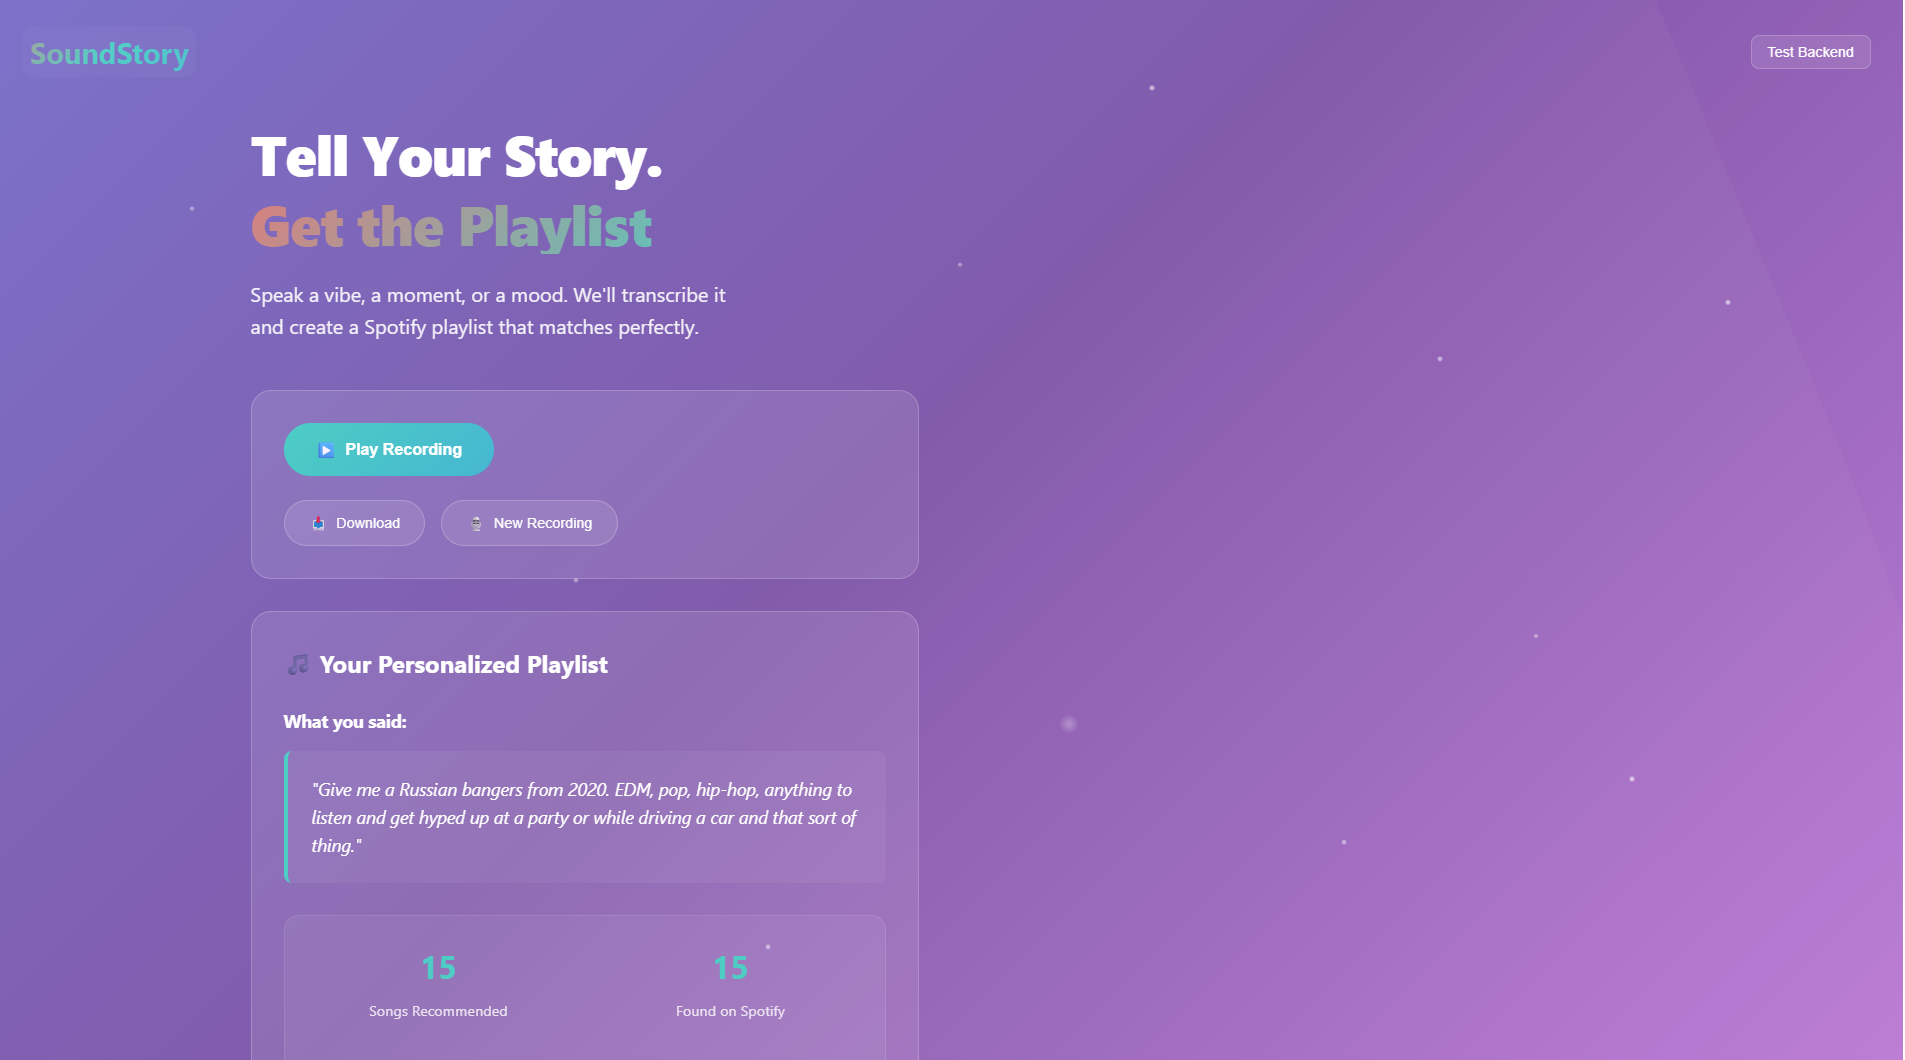 SoundStory
Test Backend
Tell Your Story.
Get the Playlist
Speak a vibe, a moment, or a mood. We'll transcribe it
and create a Spotify playlist that matches perfectly.
Play Recording
Download
New Recording
Your Personalized Playlist
What you said:
"Give me a Russian bangers from 2020. EDM, pop, hip-hop, anything to
listen and get hyped up at a party or while driving a car and that sort of
thing."
15
15
Songs Recommended
Found on Spotify